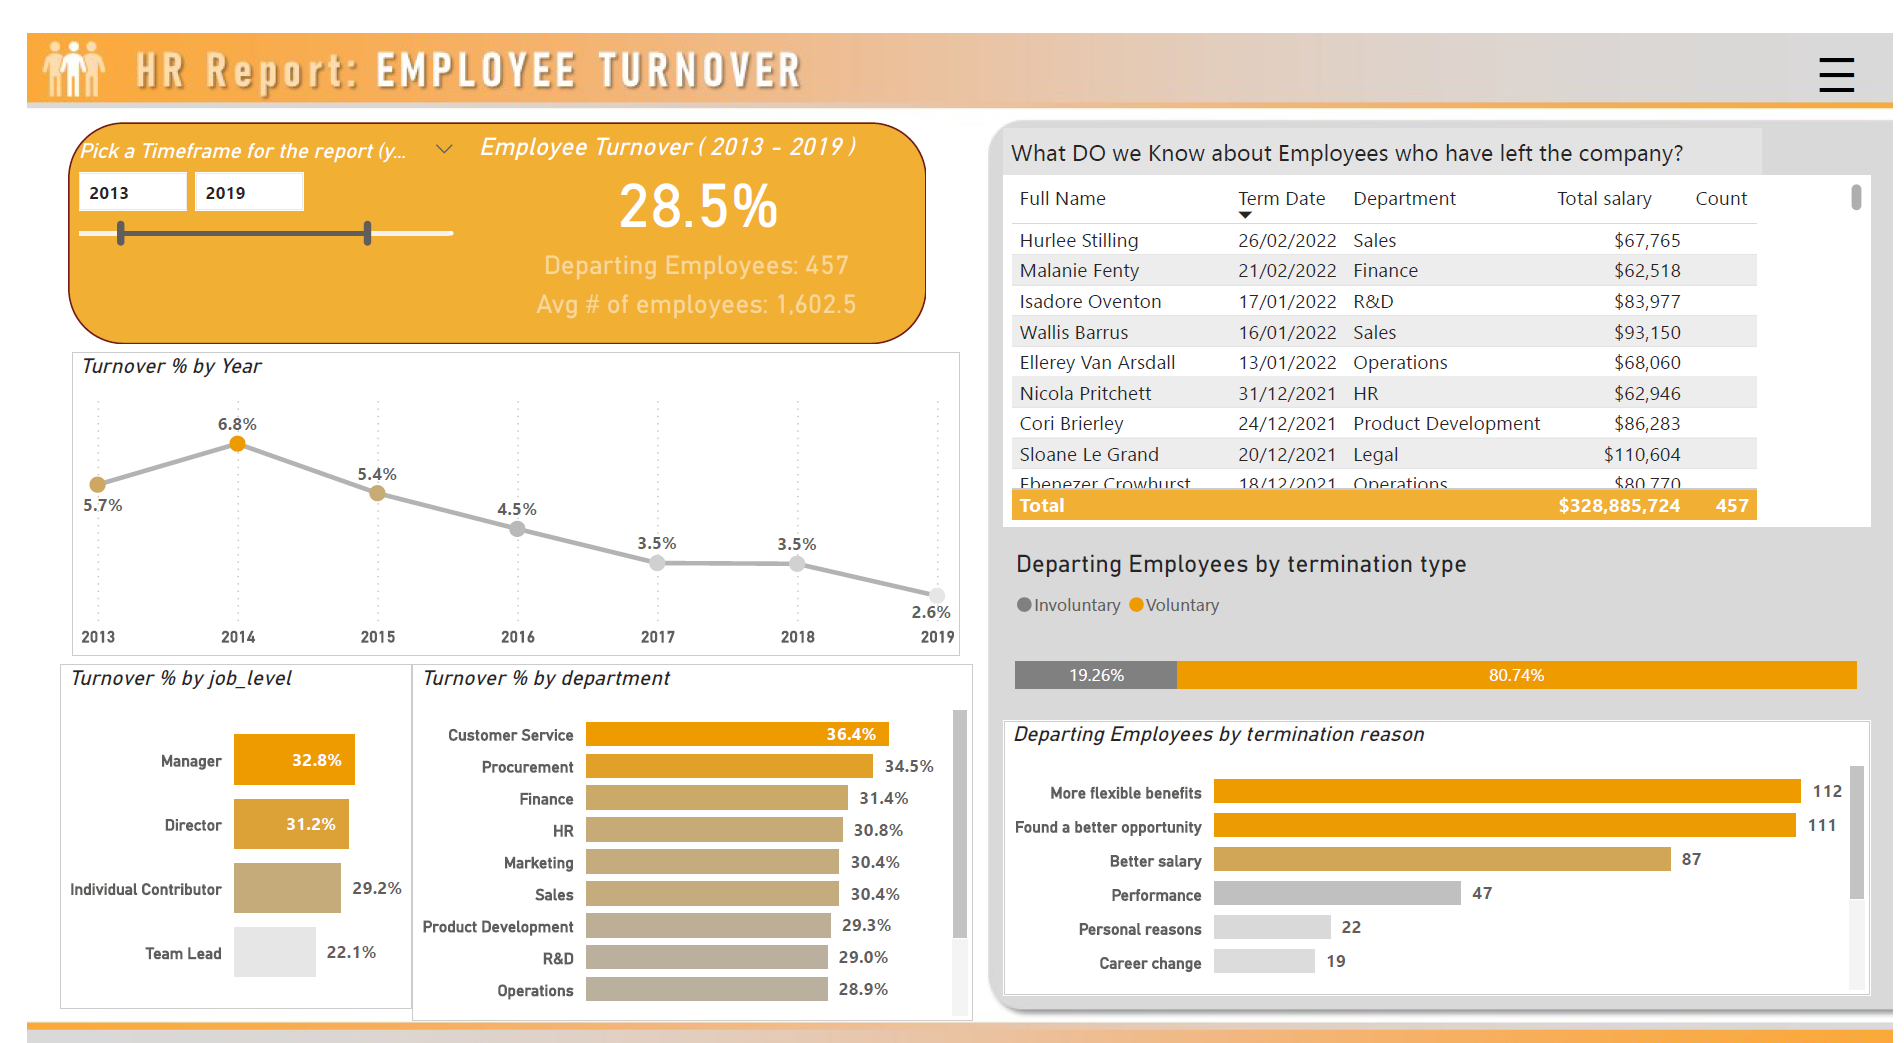 HR Report: EMPLOYEE TURNOVER
Pick a Timeframe for the report (y...
2013 2019
Employee Turnover ( 2013 - 2019 )
28.5%
Departing Employees: 457
Avg # of employees: 1,602.5
Turnover % by Year
6.8%
5.7%
5.4%
4.5%
3.5%
3.5%
2.6%
2013 2014 2015 2016 2017 2018 2019
Turnover % by job_level
Manager 32.8%
Director 31.2%
Individual Contributor 29.2%
Team Lead 22.1%
Turnover % by department
Customer Service 36.4%
Procurement 34.5%
Finance 31.4%
HR 30.8%
Marketing 30.4%
Sales 30.4%
Product Development 29.3%
R&D 29.0%
Operations 28.9%
What DO we Know about Employees who have left the company?
Full Name Term Date Department Total salary Count
Hurlee Stilling 26/02/2022 Sales $67,765
Malanie Fenty 21/02/2022 Finance $62,518
Isadore Oventon 17/01/2022 R&D $83,977
Wallis Barrus 16/01/2022 Sales $93,150
Ellerey Van Arsdall 13/01/2022 Operations $68,060
Nicola Pritchett 31/12/2021 HR $62,946
Cori Brierley 24/12/2021 Product Development $86,283
Sloane Le Grand 20/12/2021 Legal $110,604
Ebenezer Crowhurst 18/12/2021 Operations $80,770
Total $328,885,724 457
Departing Employees by termination type
Involuntary Voluntary
19.26% 80.74%
Departing Employees by termination reason
More flexible benefits 112
Found a better opportunity 111
Better salary 87
Performance 47
Personal reasons 22
Career change 19